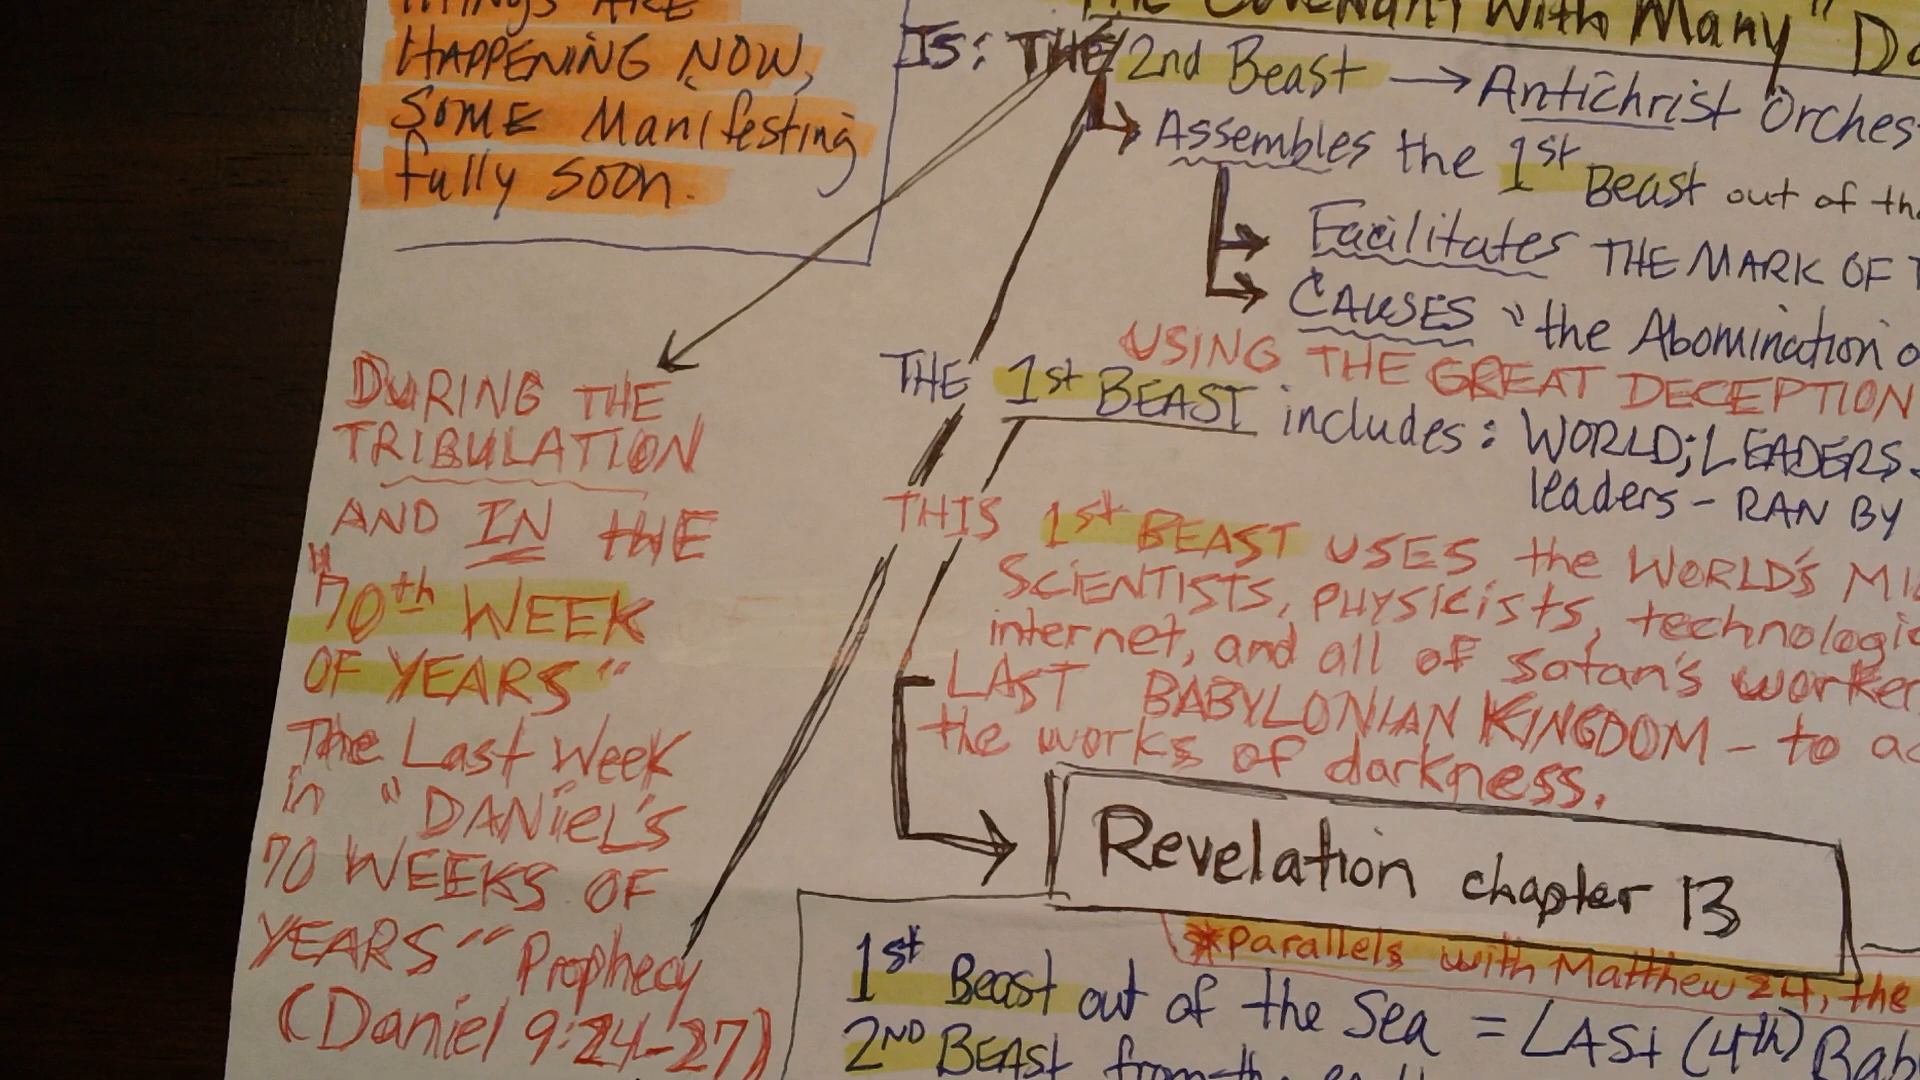 THINGS ARE
HAPPENING NOW,
SOME Manifesting
fully soon.
The Covenant With Many"
IS: THE 2nd Beast → Antichrist
Assembles the 1st Beast out of
Facilitates THE MARK OF
CAUSES "the Abomination
USING THE GREAT DECEPTION
THE 1st BEAST includes: WORLD; LEADERS
leaders - RAN BY
THIS 1st BEAST USES the WORLD'S
SCIENTISTS, PHYSICISTS,
internet, and all of Satan's
LAST BABYLONIAN KINGDOM - to
the works of darkness.
Revelation chapter 13
*Parallels with Matthew 24, the
1st Beast out of the Sea = LAST (4th)
2ND BEAST from the
DURING THE
TRIBULATION
AND IN tHE
"70th WEEK
OF YEARS"
The Last Week
in "DANiEL'S
70 WEEKS OF
YEARS" Prophecy
(Daniel 9:24-27)